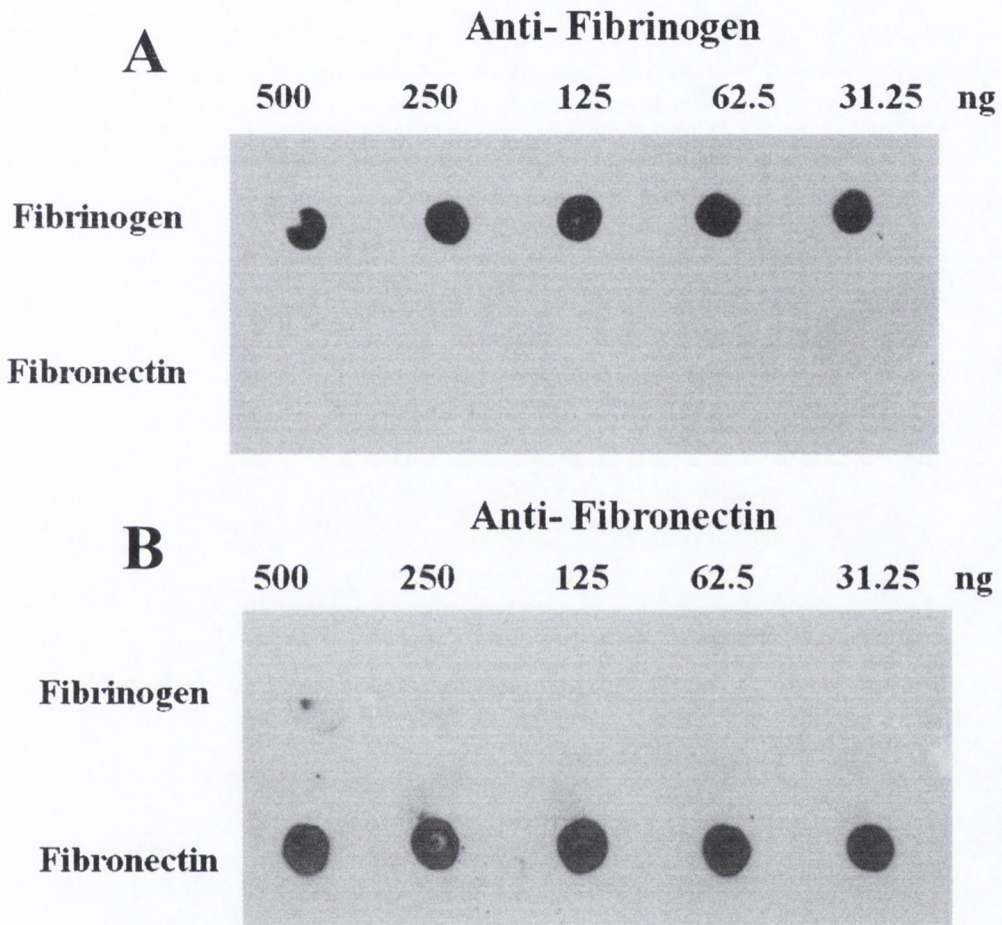 A
Anti- Fibrinogen
500 250 125 62.5 31.25 ng
Fibrinogen
Fibronectin
B
Anti- Fibronectin
500 250 125 62.5 31.25 ng
Fibrinogen
Fibronectin